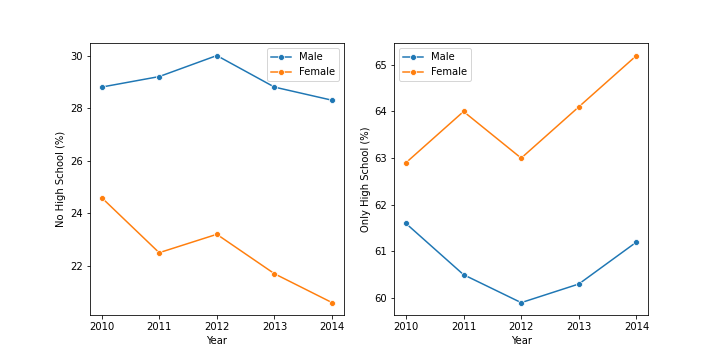 No High School (%)
30
28
26
24
22
Male
Female
2010 2011 2012 2013 2014
Year
Only High School (%)
65
64
63
62
61
60
Male
Female
2010 2011 2012 2013 2014
Year